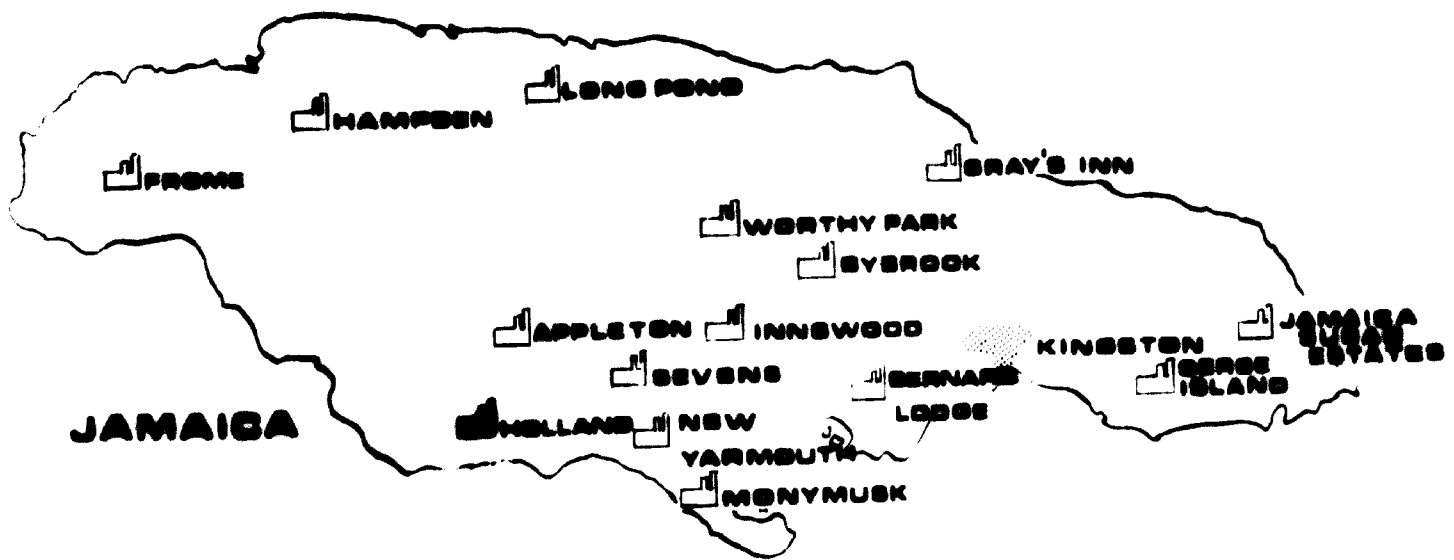 LONG POND
HAMPDEN
GRAY'S INN
FROME
WORTHY PARK
BYBROOK
APPLETON
INNSWOOD
KINGSTON
JAMAICA
SUGAR
ESTATES
SEVENS
BERNARD
LODGE
SERGE
ISLAND
JAMAICA
HOLLAND
NEW
YARMOUTH
MONYMUSK